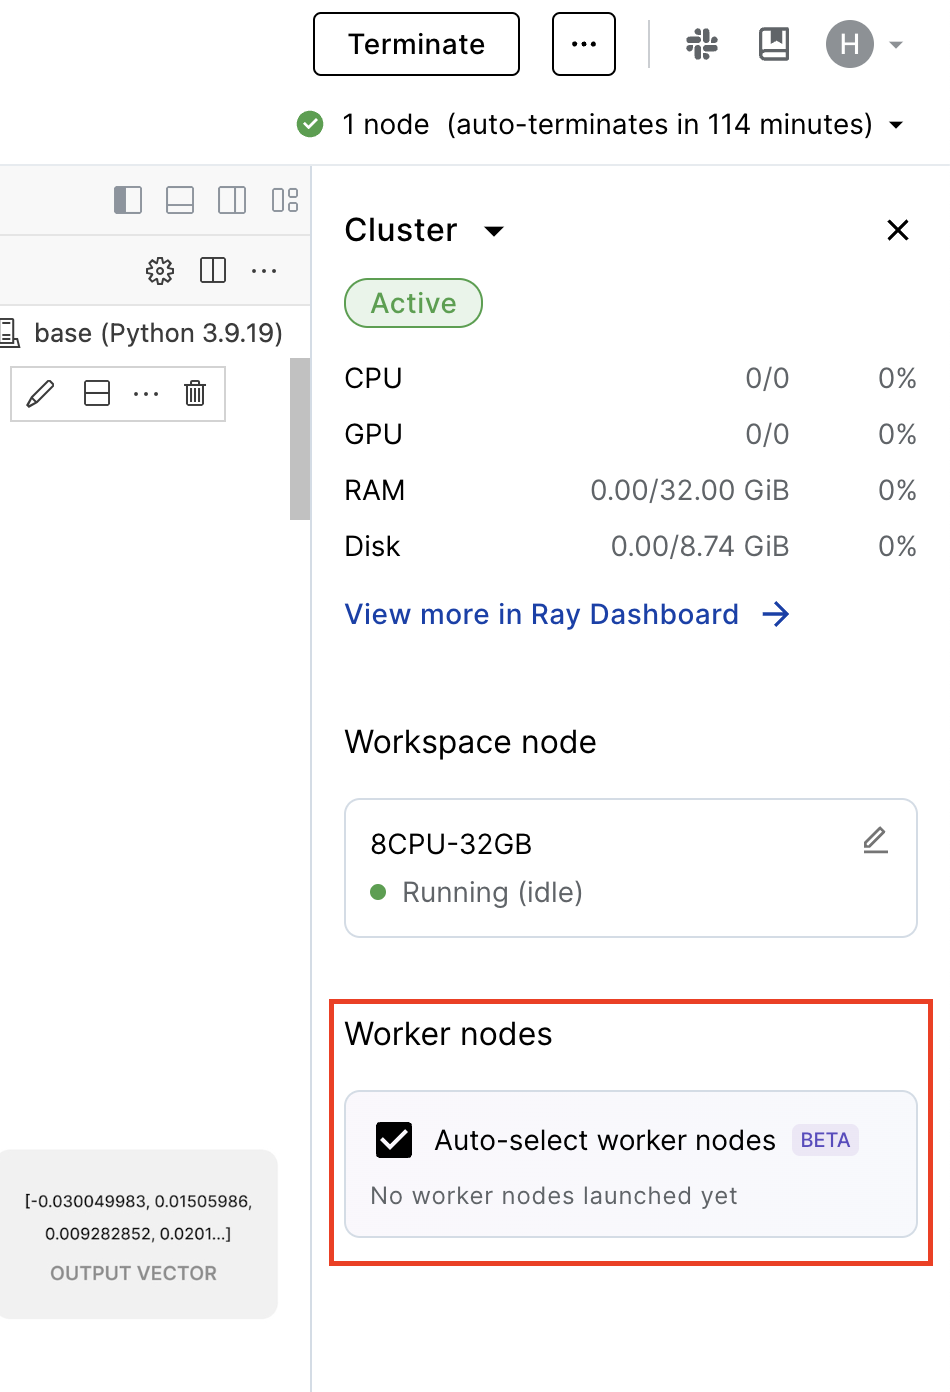 Terminate
...
H
1 node (auto-terminates in 114 minutes)
Cluster
Active
base (Python 3.9.19)
CPU 0/0 0%
GPU 0/0 0%
RAM 0.00/32.00 GiB 0%
Disk 0.00/8.74 GiB 0%
View more in Ray Dashboard →
Workspace node
8CPU-32GB
Running (idle)
Worker nodes
Auto-select worker nodes BETA
No worker nodes launched yet
[-0.030049983, 0.01505986,
0.009282852, 0.0201...]
OUTPUT VECTOR